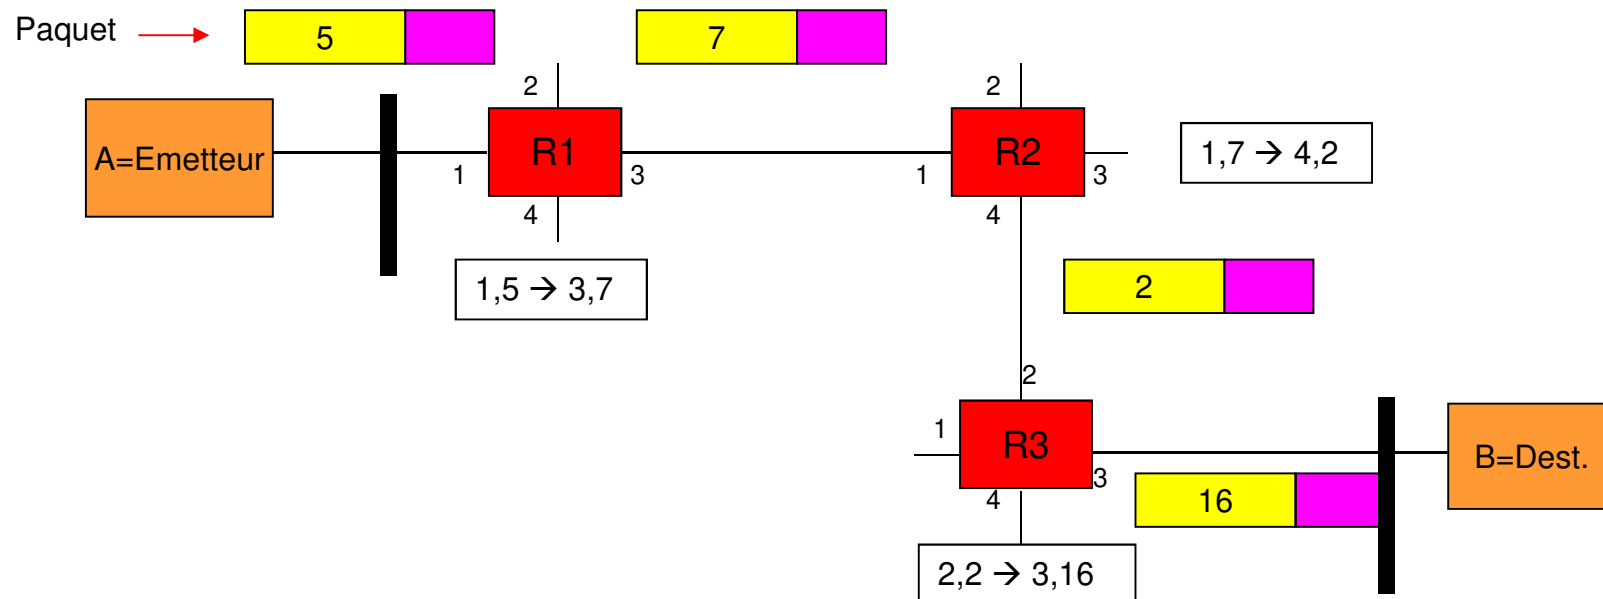 Paquet
5
7
2
2
A=Emetteur
R1
R2
1,7 → 4,2
1
3
1
3
4
4
1,5 → 3,7
2
2
1
R3
B=Dest.
3
4
16
2,2 → 3,16